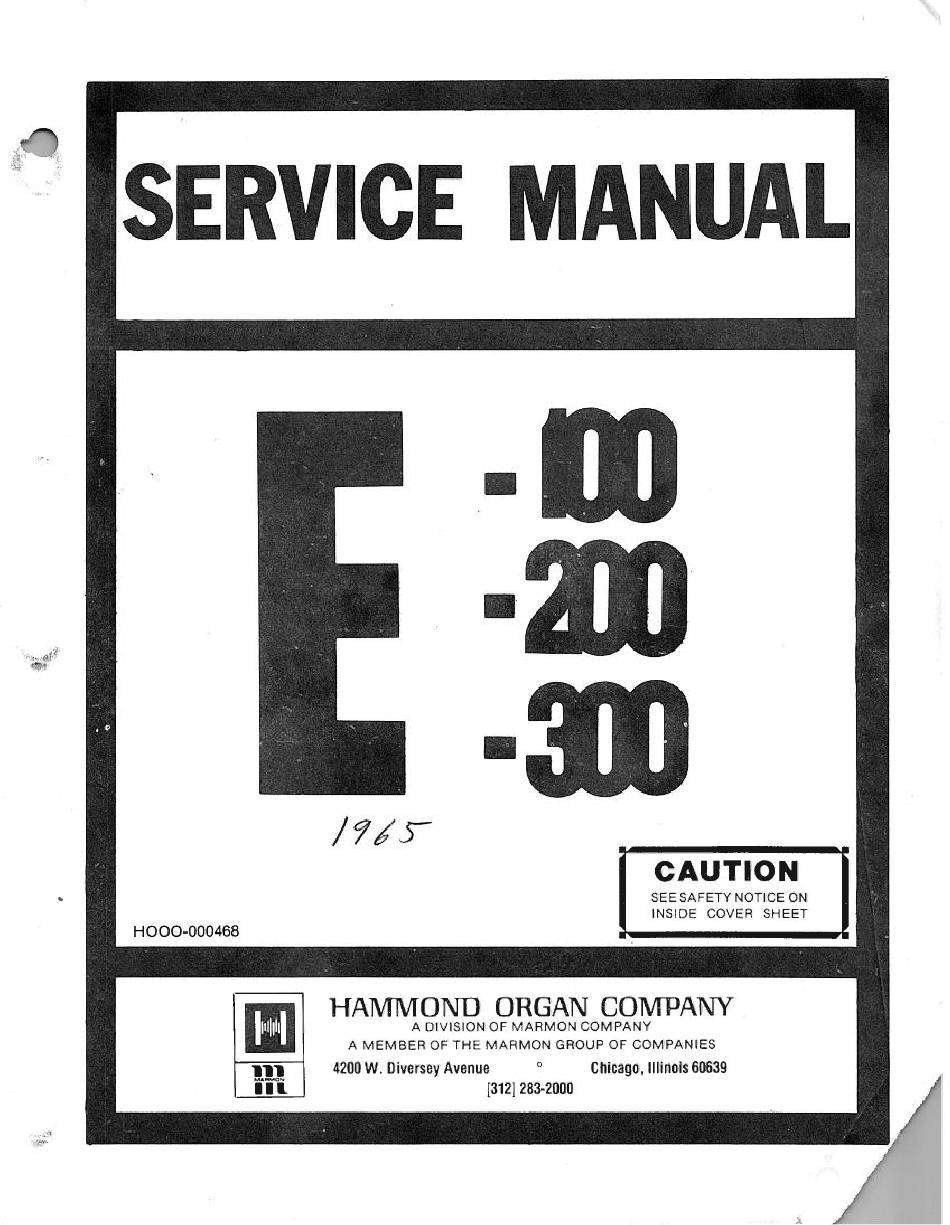 SERVICE MANUAL
E
-100
-200
-300
1965
CAUTION
SEE SAFETY NOTICE ON
INSIDE COVER SHEET
HOOO-000468
HAMMOND ORGAN COMPANY
A DIVISION OF MARMON COMPANY
A MEMBER OF THE MARMON GROUP OF COMPANIES
4200 W. Diversey Avenue ° Chicago, Illinois 60639
[312] 283-2000
H
MARMON